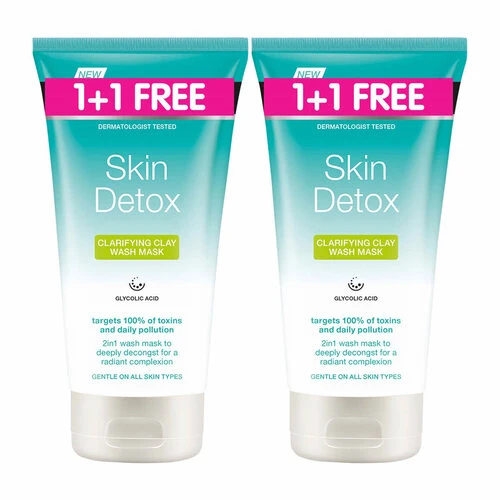 NEW
1+1 FREE
DERMATOLOGIST TESTED
Skin
Detox
CLARIFYING CLAY
WASH MASK
GLYCOLIC ACID
targets 100% of toxins
and daily pollution
2in1 wash mask to
deeply decongst for a
radiant complexion
GENTLE ON ALL SKIN TYPES
NEW
1+1 FREE
DERMATOLOGIST TESTED
Skin
Detox
CLARIFYING CLAY
WASH MASK
GLYCOLIC ACID
targets 100% of toxins
and daily pollution
2in1 wash mask to
deeply decongst for a
radiant complexion
GENTLE ON ALL SKIN TYPES